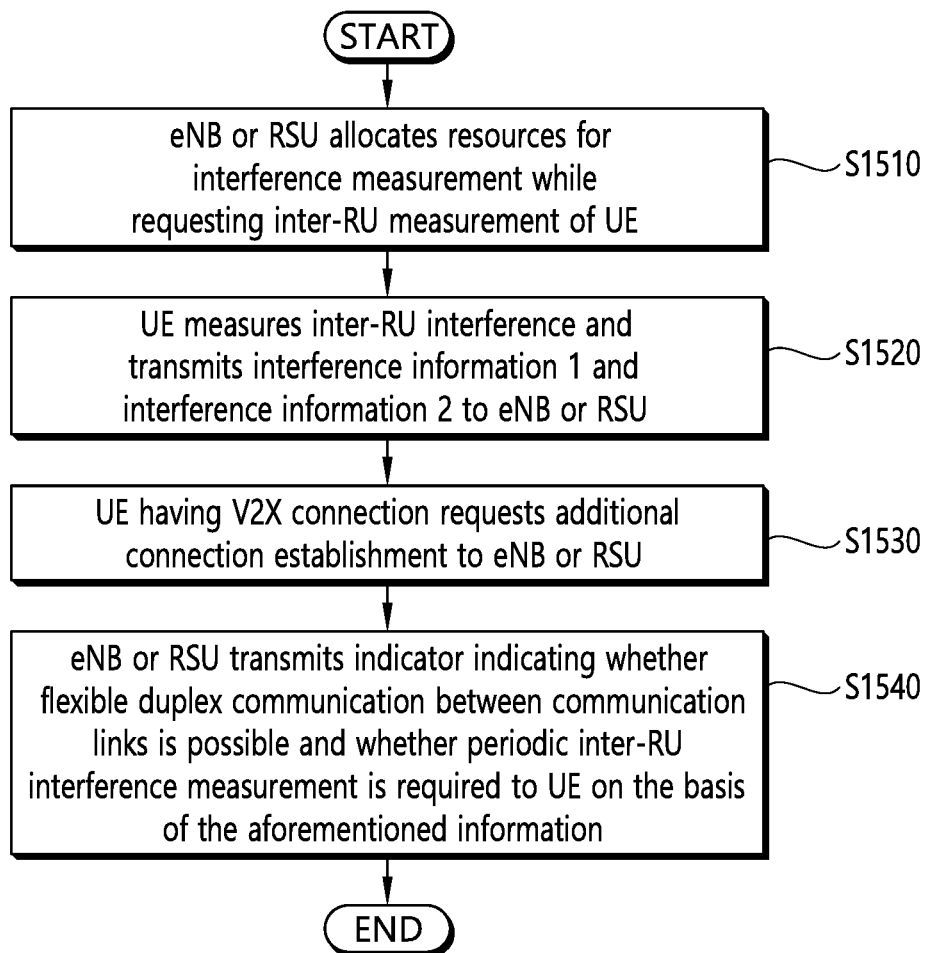 START
eNB or RSU allocates resources for
interference measurement while
requesting inter-RU measurement of UE
S1510
UE measures inter-RU interference and
transmits interference information 1 and
interference information 2 to eNB or RSU
S1520
UE having V2X connection requests additional
connection establishment to eNB or RSU
S1530
eNB or RSU transmits indicator indicating whether
flexible duplex communication between communication
links is possible and whether periodic inter-RU
interference measurement is required to UE on the basis
of the aforementioned information
S1540
END